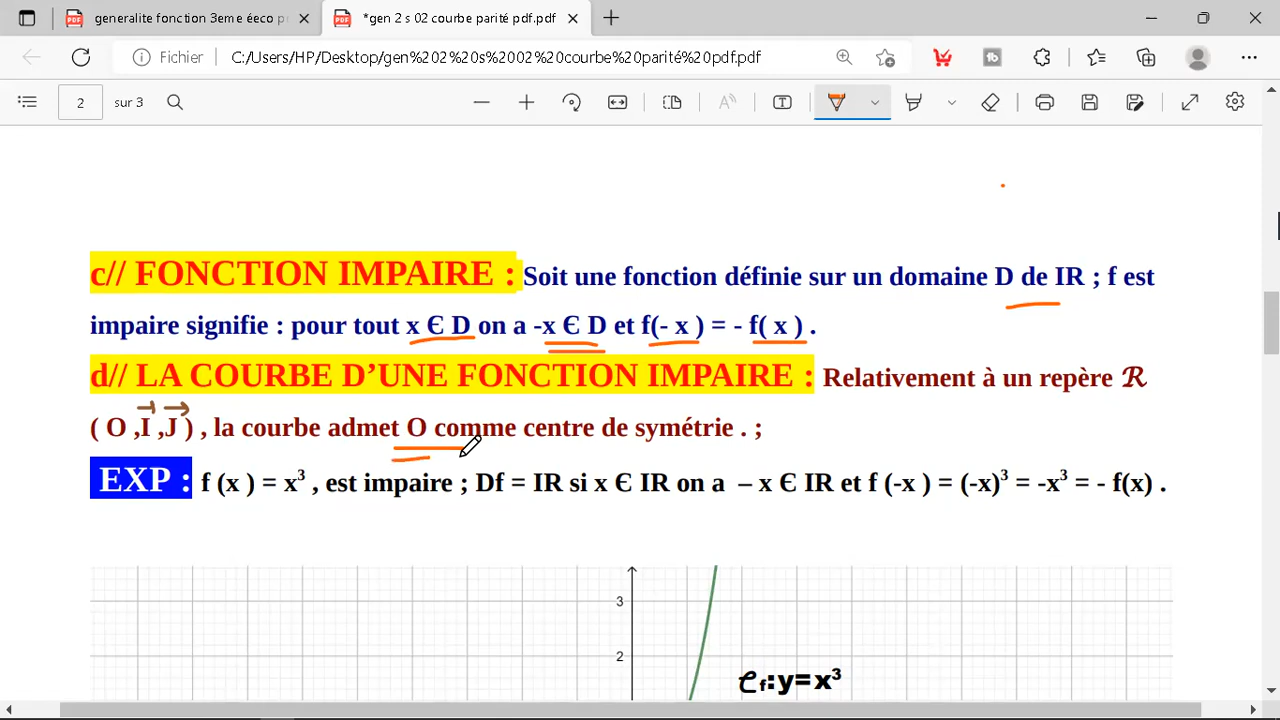 generalite fonction 3eme éeco p
*gen 2 s 02 courbe parité pdf.pdf
Fichier
C:/Users/HP/Desktop/gen%202%20s%2002%20courbe%20parité%20pdf.pdf
2 sur 3
c// FONCTION IMPAIRE : Soit une fonction définie sur un domaine D de IR ; f est
impaire signifie : pour tout x Є D on a -x Є D et f(- x ) = - f( x ) .
d// LA COURBE D’UNE FONCTION IMPAIRE : Relativement à un repère ℛ
( O ,I ,J ) , la courbe admet O comme centre de symétrie . ;
EXP : f (x ) = x³ , est impaire ; Df = IR si x Є IR on a – x Є IR et f (-x ) = (-x)³ = -x³ = - f(x) .
3
2
𝒞f:y=x³